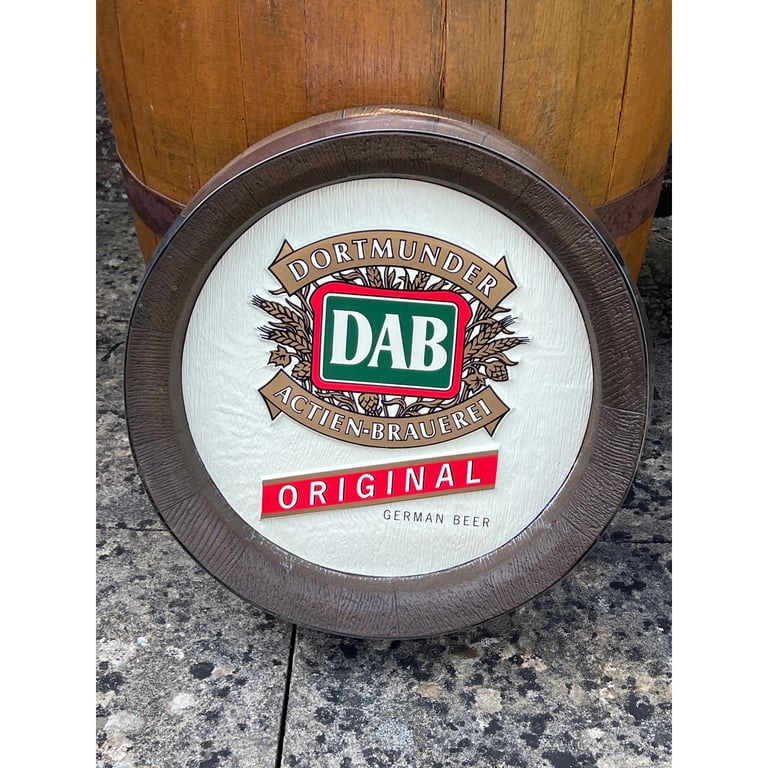 DORTMUNDER
DAB
ACTIEN-BRAUEREI
ORIGINAL
GERMAN BEER